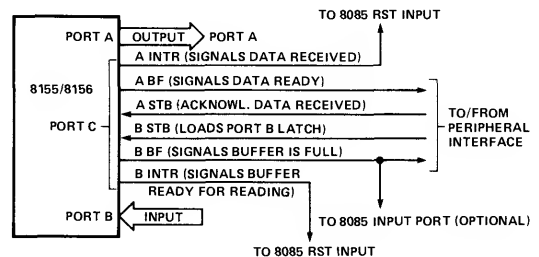 TO 8085 RST INPUT
PORT A
OUTPUT
PORT A
A INTR (SIGNALS DATA RECEIVED)
8155/8156
A BF (SIGNALS DATA READY)
A STB (ACKNOWL. DATA RECEIVED)
PORT C
B STB (LOADS PORT B LATCH)
TO/FROM
PERIPHERAL
INTERFACE
B BF (SIGNALS BUFFER IS FULL)
B INTR (SIGNALS BUFFER
READY FOR READING)
PORT B
INPUT
TO 8085 INPUT PORT (OPTIONAL)
TO 8085 RST INPUT